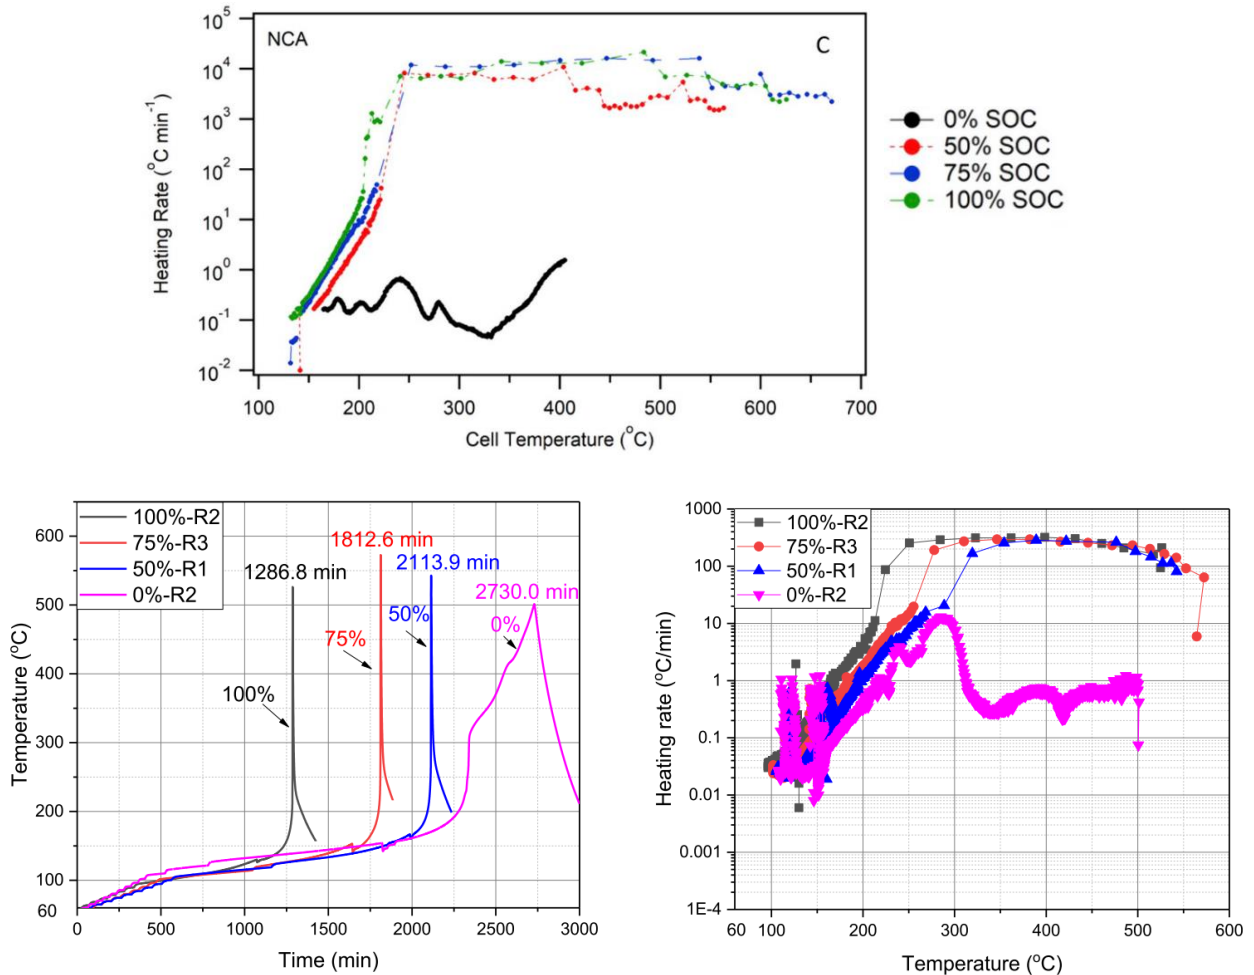 NCA
C
10^5
10^4
10^3
10^2
10^1
10^0
10^-1
10^-2
Heating Rate (°C min^-1)
100 200 300 400 500 600 700
Cell Temperature (°C)
0% SOC
50% SOC
75% SOC
100% SOC
100%-R2
75%-R3
50%-R1
0%-R2
1286.8 min
1812.6 min
2113.9 min
2730.0 min
100%
75%
50%
0%
600
500
400
300
200
100
60
Temperature (°C)
0 500 1000 1500 2000 2500 3000
Time (min)
100%-R2
75%-R3
50%-R1
0%-R2
1000
100
10
1
0.1
0.01
0.001
1E-4
Heating rate (°C/min)
60 100 200 300 400 500 600
Temperature (°C)